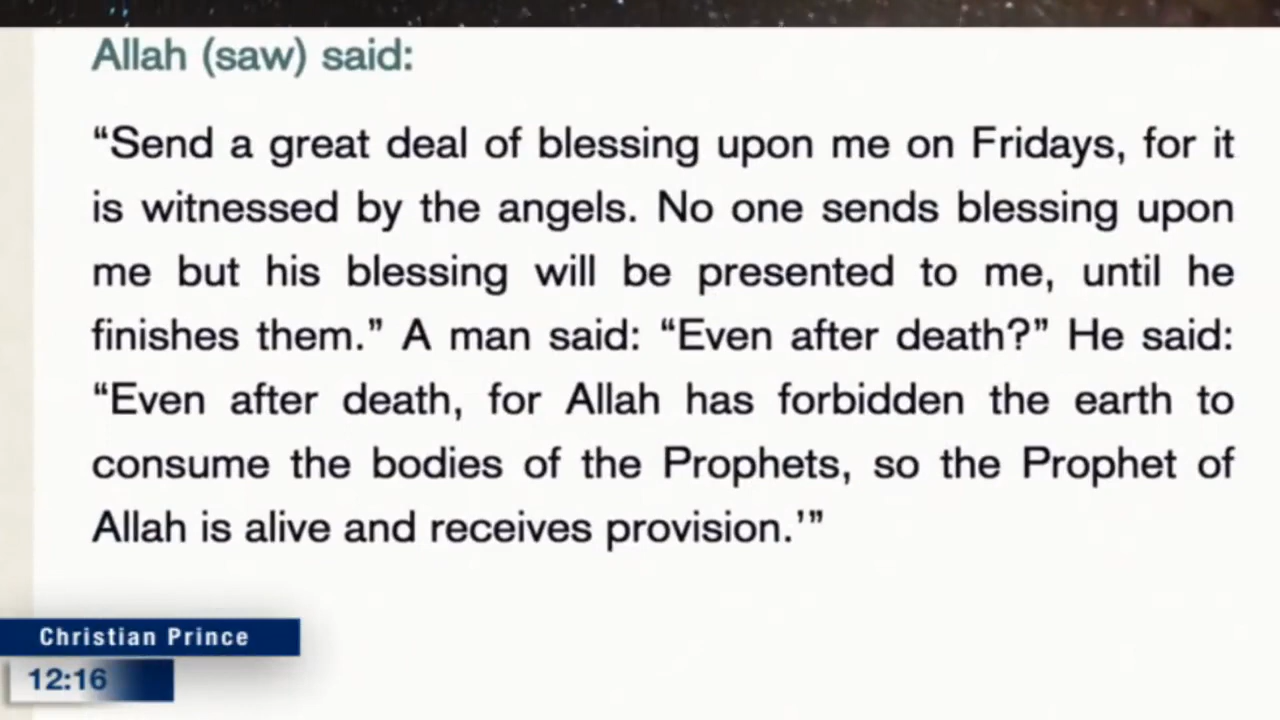 Allah (saw) said:
“Send a great deal of blessing upon me on Fridays, for it
is witnessed by the angels. No one sends blessing upon
me but his blessing will be presented to me, until he
finishes them.” A man said: “Even after death?” He said:
“Even after death, for Allah has forbidden the earth to
consume the bodies of the Prophets, so the Prophet of
Allah is alive and receives provision.’”
Christian Prince
12:16